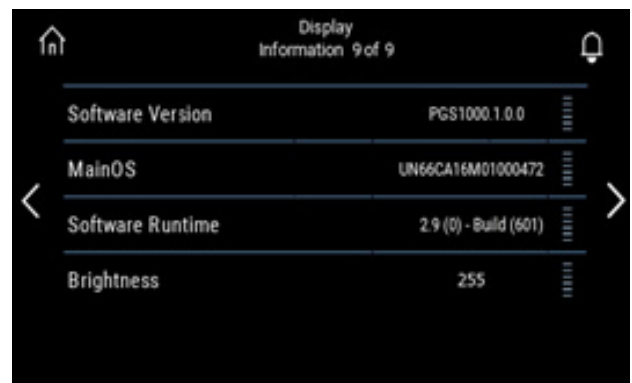 Display
Information 9 of 9
Software Version PGS1000.1.0.0
MainOS UN66CA16M01000472
Software Runtime 2.9 (0) - Build (601)
Brightness 255